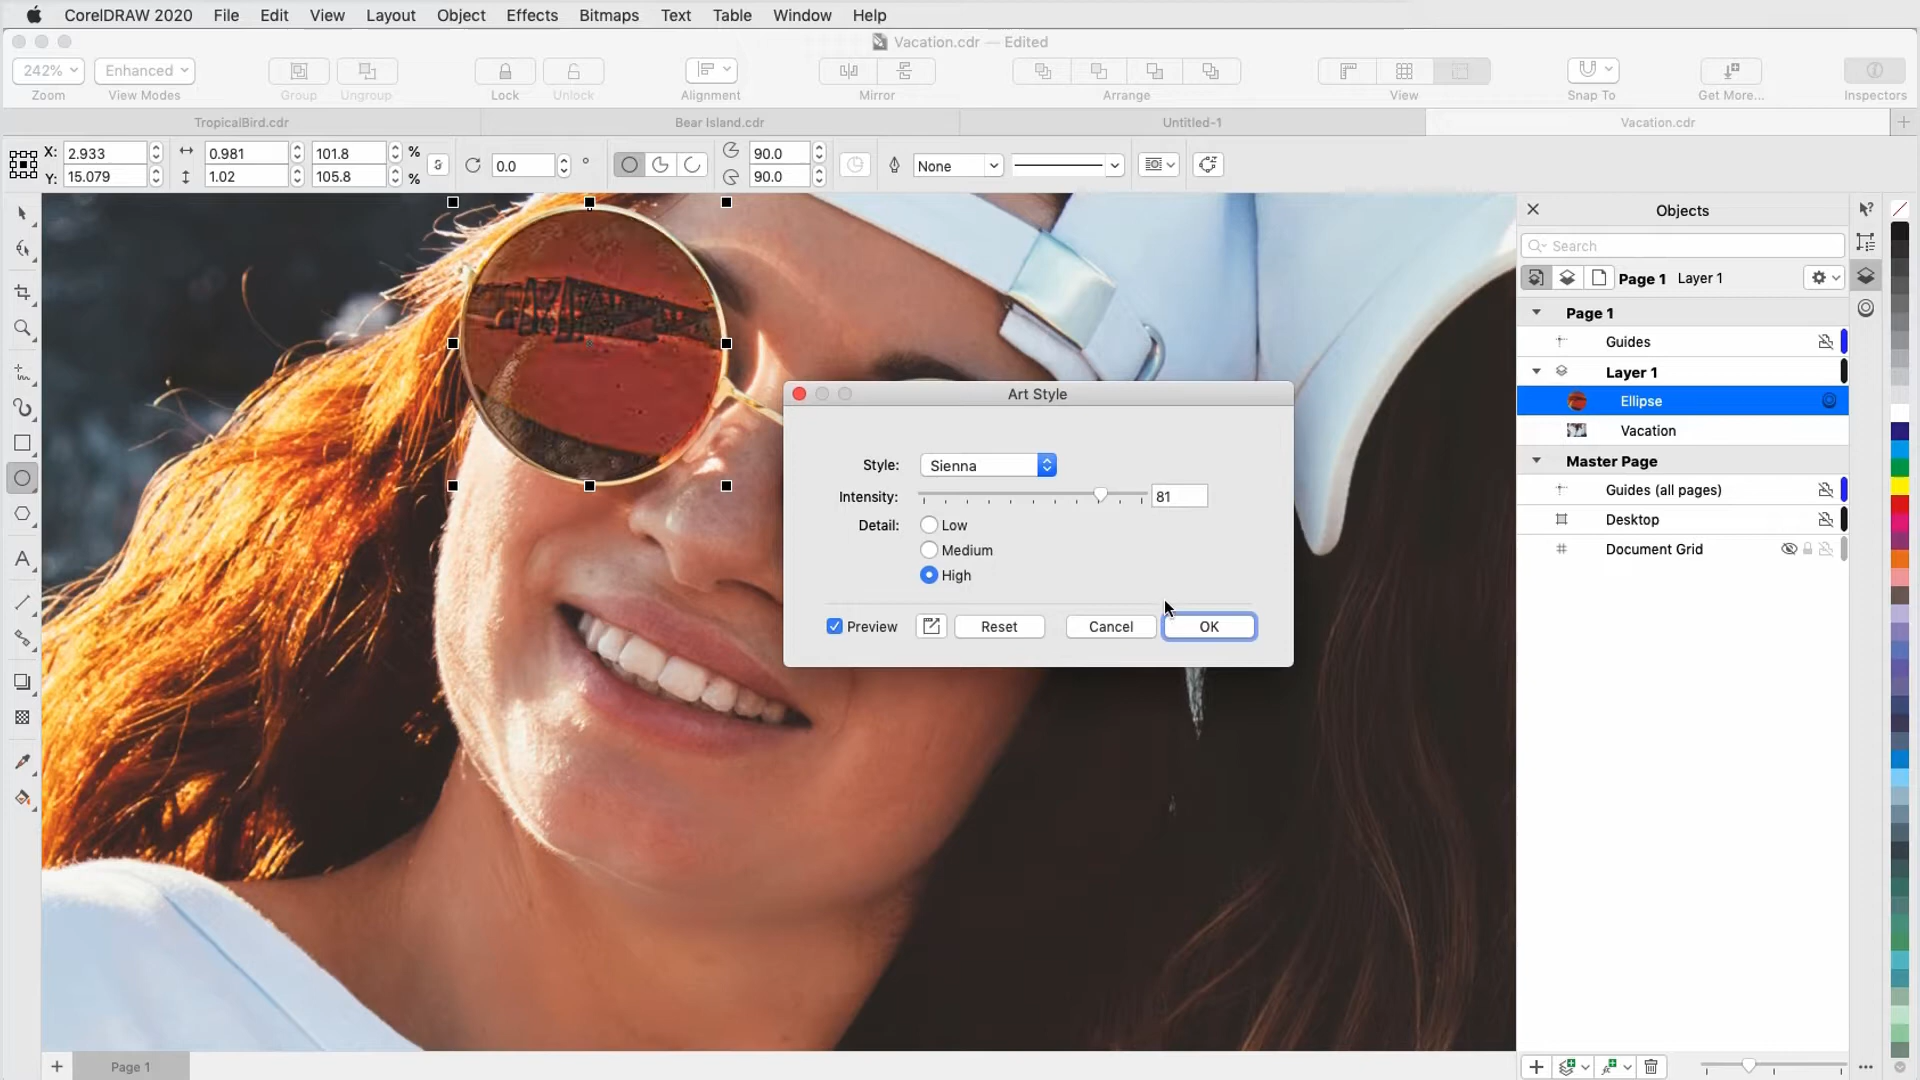 CorelDRAW 2020 File Edit View Layout Object Effects Bitmaps Text Table Window Help
Vacation.cdr — Edited
242% Enhanced
Zoom View Modes Group Ungroup Lock Unlock Alignment Mirror Arrange View Snap To Get More... Inspectors
TropicalBird.cdr Bear Island.cdr Untitled-1 Vacation.cdr
X: 2.933 0.981 101.8 % 90.0
0.0 ° None
Y: 15.079 1.02 105.8 % 90.0
Objects
Search
Page 1 Layer 1
Page 1
Guides
Layer 1
Ellipse
Vacation
Master Page
Guides (all pages)
Desktop
Document Grid
Art Style
Style: Sienna
Intensity: 81
Detail: Low
Medium
High
Preview Reset Cancel OK
Page 1